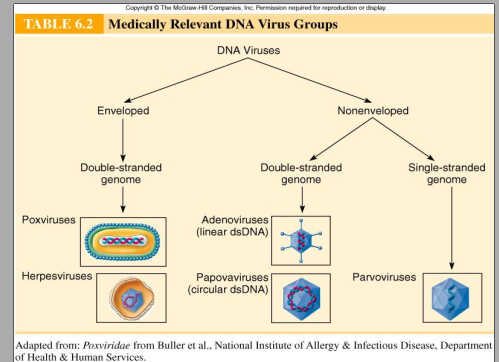 Copyright © The McGraw-Hill Companies, Inc. Permission required for reproduction or display.
TABLE 6.2 Medically Relevant DNA Virus Groups
DNA Viruses
Enveloped
Nonenveloped
Double-stranded
genome
Double-stranded
genome
Single-stranded
genome
Poxviruses
Adenoviruses
(linear dsDNA)
Herpesviruses
Papovaviruses
(circular dsDNA)
Parvoviruses
Adapted from: Poxviridae from Buller et al., National Institute of Allergy & Infectious Disease, Department
of Health & Human Services.